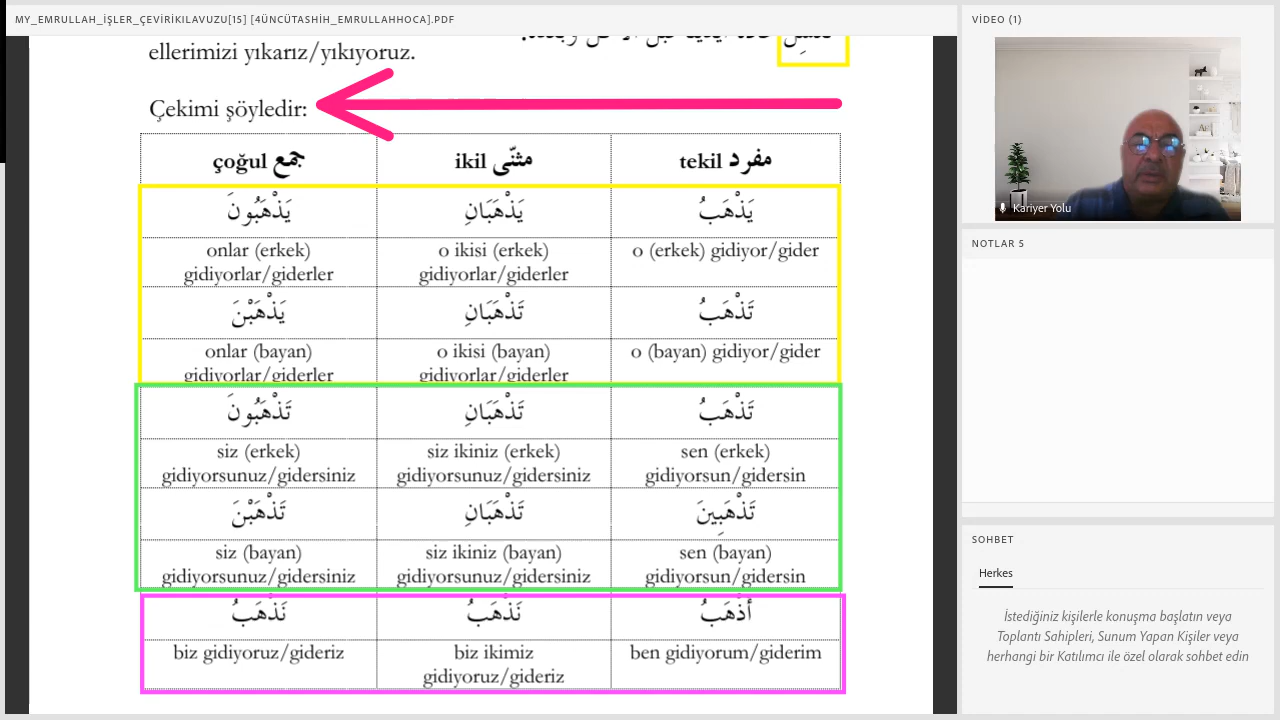 MY_EMRULLAH_İŞLER_ÇEVİRİKILAVUZU[15] [4ÜNCÜTASHİH_EMRULLAHHOCA].PDF
ellerimizi yıkarız/yıkıyoruz.
Çekimi şöyledir:
çoğul جمع ikil مثنّى tekil مفرد
يَذْهَبُونَ يَذْهَبَانِ يَذْهَبُ
onlar (erkek) o ikisi (erkek) o (erkek) gidiyor/gider
gidiyorlar/giderler gidiyorlar/giderler
يَذْهَبْنَ تَذْهَبَانِ تَذْهَبُ
onlar (bayan) o ikisi (bayan) o (bayan) gidiyor/gider
gidiyorlar/giderler gidiyorlar/giderler
تَذْهَبُونَ تَذْهَبَانِ تَذْهَبُ
siz (erkek) siz ikiniz (erkek) sen (erkek)
gidiyorsunuz/gidersiniz gidiyorsunuz/gidersiniz gidiyorsun/gidersin
تَذْهَبْنَ تَذْهَبَانِ تَذْهَبِينَ
siz (bayan) siz ikiniz (bayan) sen (bayan)
gidiyorsunuz/gidersiniz gidiyorsunuz/gidersiniz gidiyorsun/gidersin
نَذْهَبُ نَذْهَبُ أذْهَبُ
biz gidiyoruz/gideriz biz ikimiz ben gidiyorum/giderim
gidiyoruz/gideriz
VİDEO (1)
Kariyer Yolu
NOTLAR 5
SOHBET
Herkes
İstediğiniz kişilerle konuşma başlatın veya
Toplantı Sahipleri, Sunum Yapan Kişiler veya
herhangi bir Katılımcı ile özel olarak sohbet edin